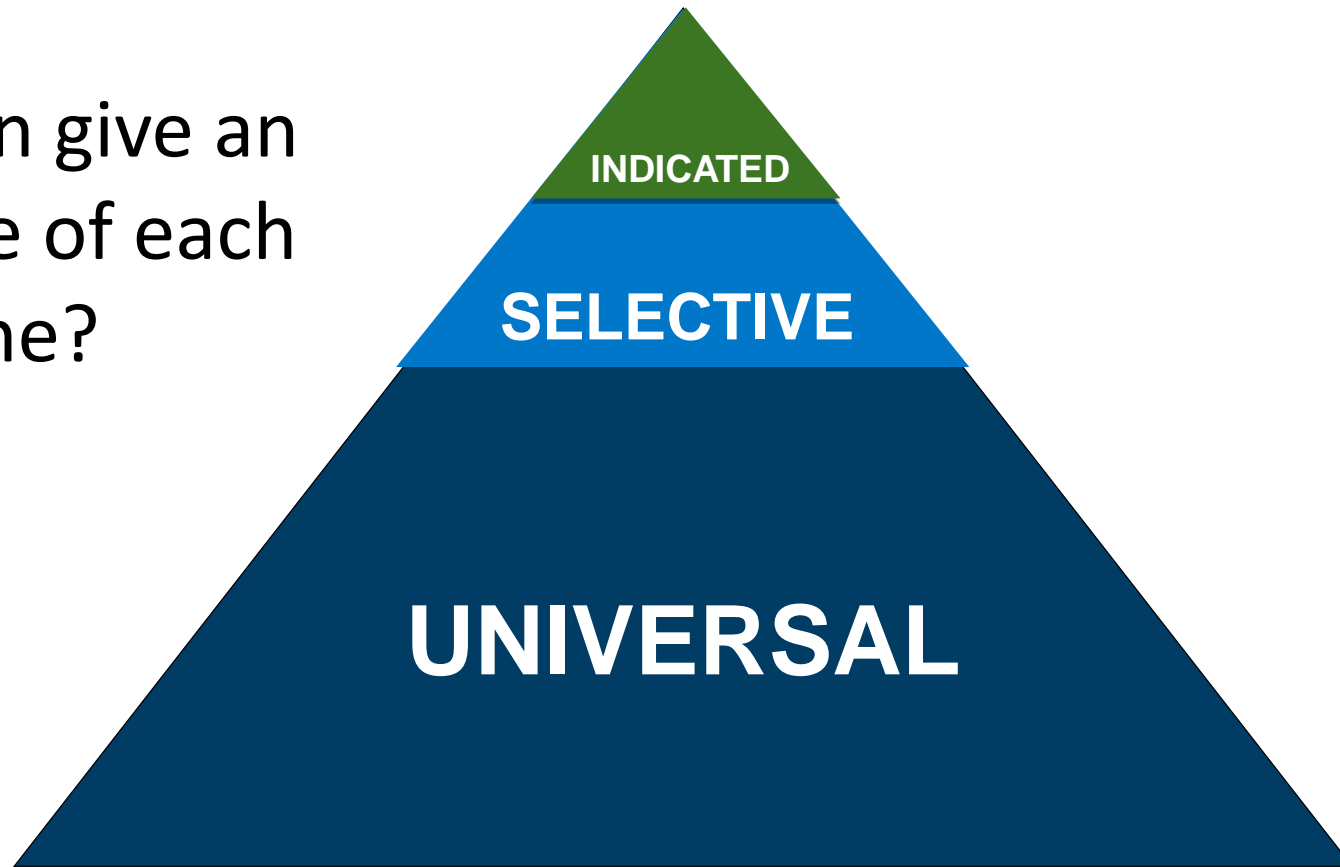 n give an
e of each
ne?
INDICATED
SELECTIVE
UNIVERSAL